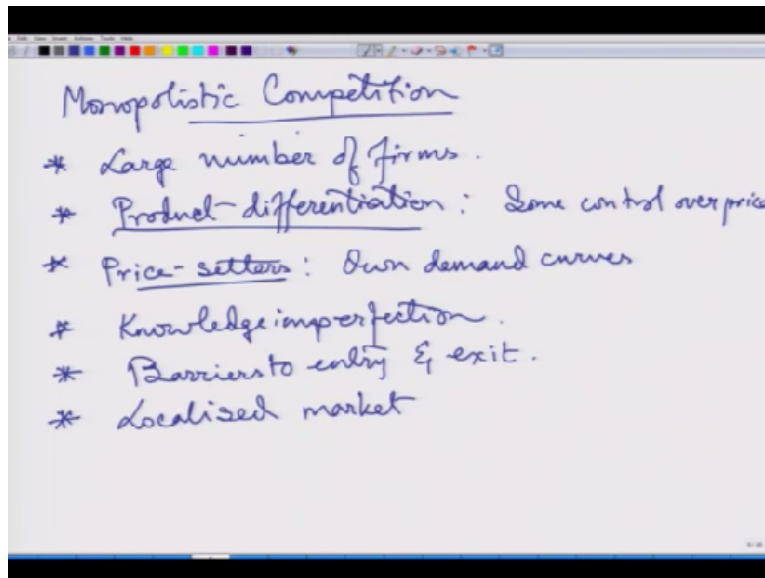 Monopolistic Competition
* Large number of firms.
* Product-differentiation : Some control over price
* Price-setters : Own demand curves
* Knowledge imperfection.
* Barriers to entry & exit.
* Localised market